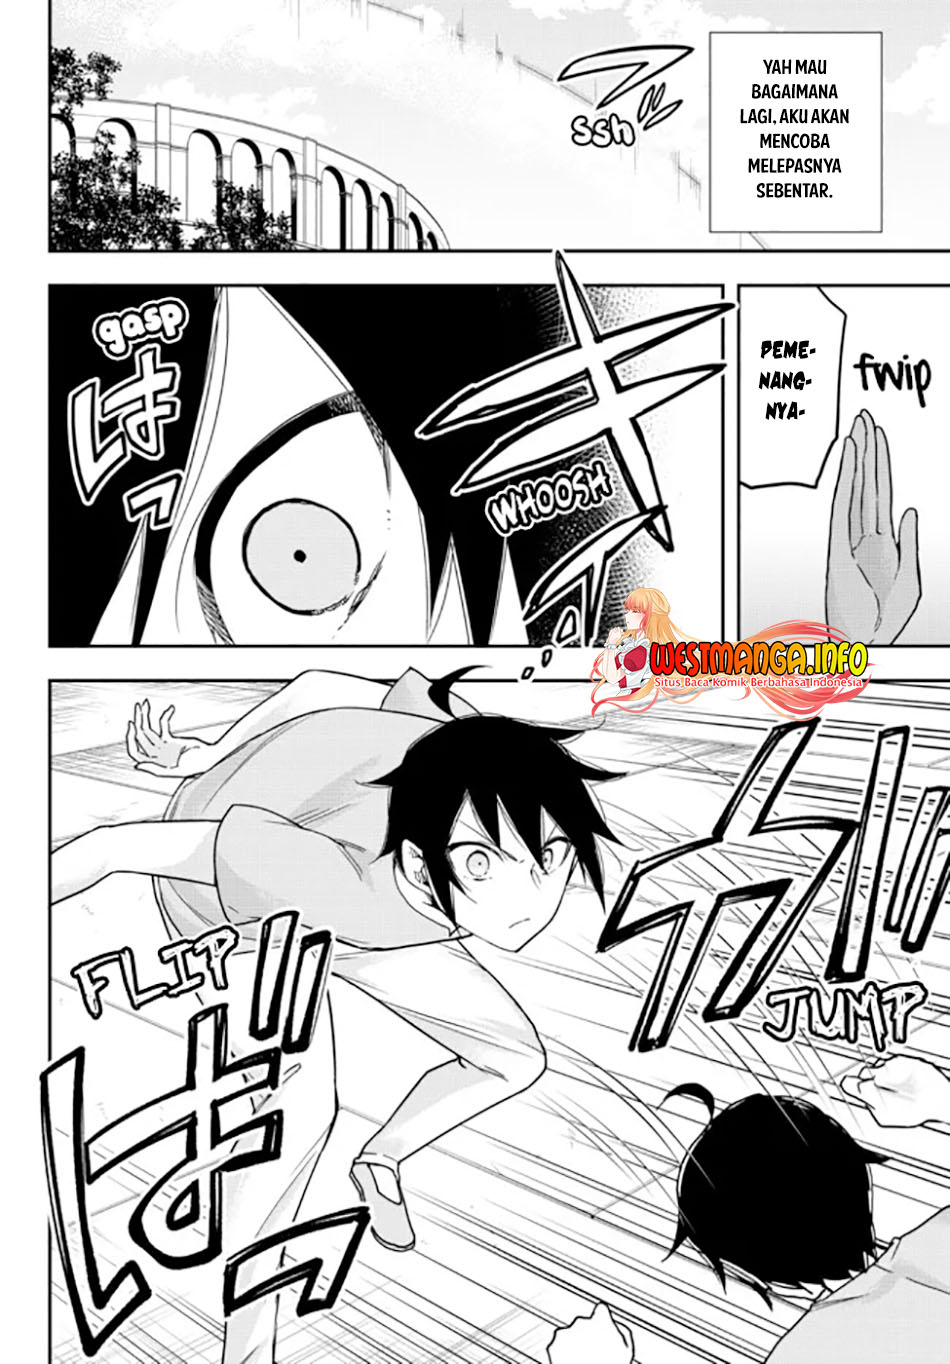 YAH MAU
BAGAIMANA
LAGI, AKU AKAN
MENCOBA
MELEPASNYA
SEBENTAR.
ssh
PEME-
NANG-
NYA-
fwip
gasp
はっ
WHOOSH
WESTMANGA.INFO
Situs Baca Komik Berbahasa Indonesia
JUMP
FLIP
ばっ